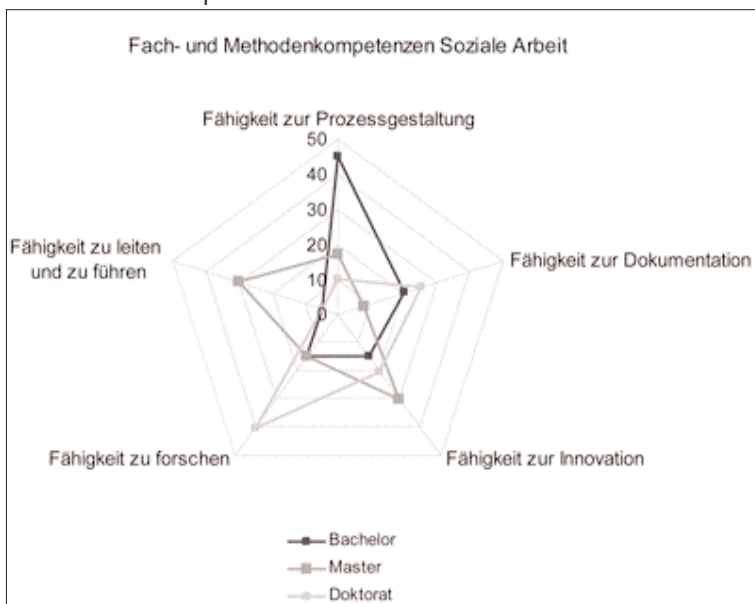 Fach- und Methodenkompetenzen Soziale Arbeit
Fähigkeit zur Prozessgestaltung
50
40
30
20
10
0
Fähigkeit zu leiten
und zu führen
Fähigkeit zur Dokumentation
Fähigkeit zu forschen
Fähigkeit zur Innovation
Bachelor
Master
Doktorat